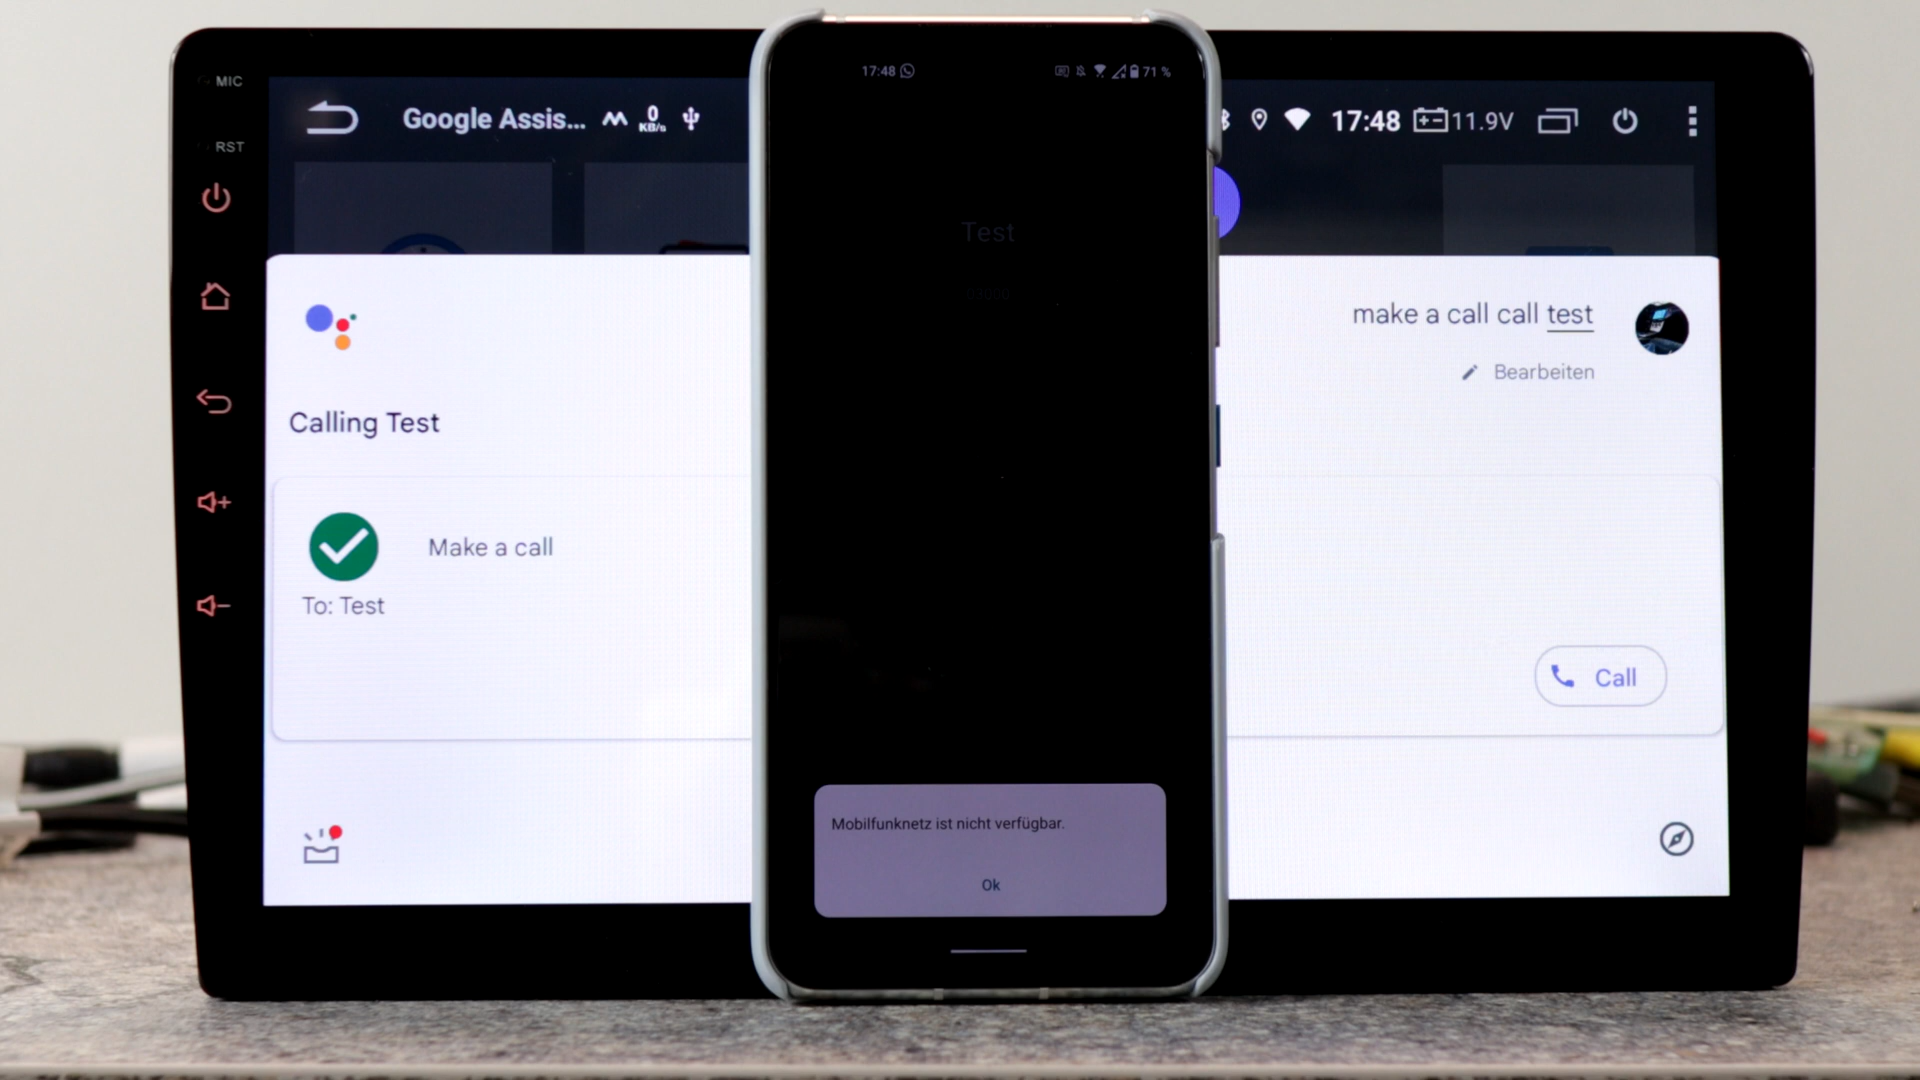 MIC
RST
Google Assis...
0
KB/s
17:48
11.9V
17:48
71 %
Test
make a call call test
Bearbeiten
Calling Test
Make a call
To: Test
Call
Mobilfunknetz ist nicht verfügbar.
Ok